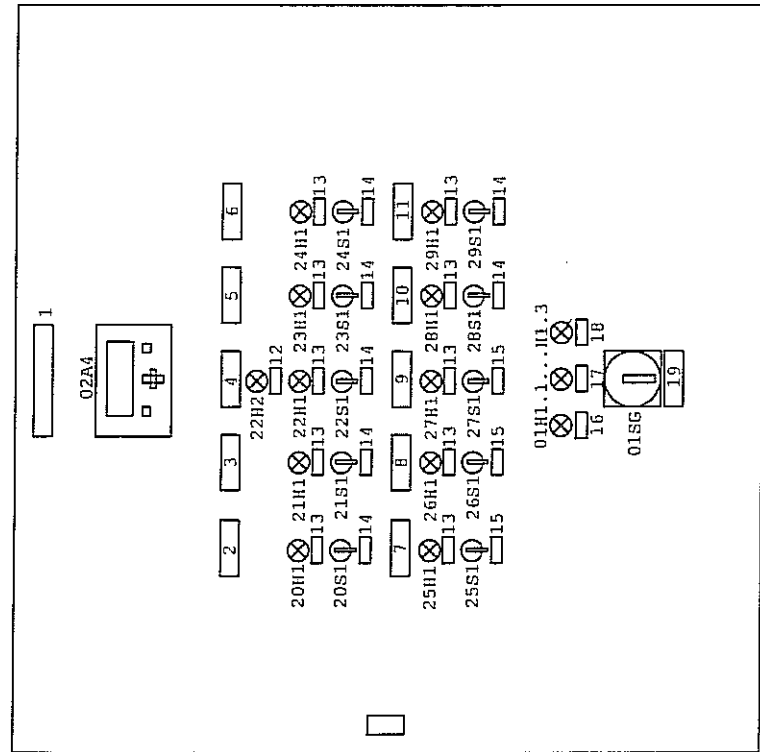 1
02A4
2 3 4 5 6
22H2
12
20H1 21H1 22H1 23H1 24H1
13 13 13 13 13
20S1 21S1 22S1 23S1 24S1
14 14 14 14 14
7 8 9 10 11
25H1 26H1 27H1 28H1 29H1
13 13 13 13 13
25S1 26S1 27S1 28S1 29S1
15 15 15 14 14
01H1.1...H1.3
16 17 18
01SG
19